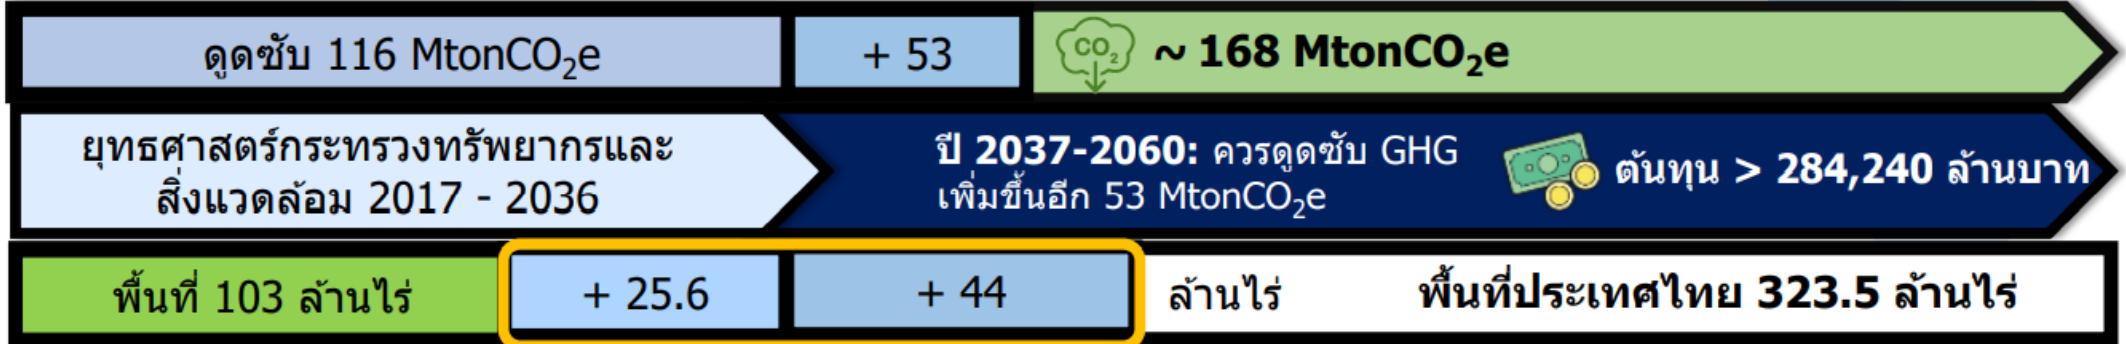 ดูดซับ 116 MtonCO₂e
+ 53
CO₂
~ 168 MtonCO₂e
ยุทธศาสตร์กระทรวงทรัพยากรและ
สิ่งแวดล้อม 2017 - 2036
ปี 2037-2060: ควรดูดซับ GHG
เพิ่มขึ้นอีก 53 MtonCO₂e
ต้นทุน > 284,240 ล้านบาท
พื้นที่ 103 ล้านไร่
+ 25.6
+ 44
ล้านไร่
พื้นที่ประเทศไทย 323.5 ล้านไร่